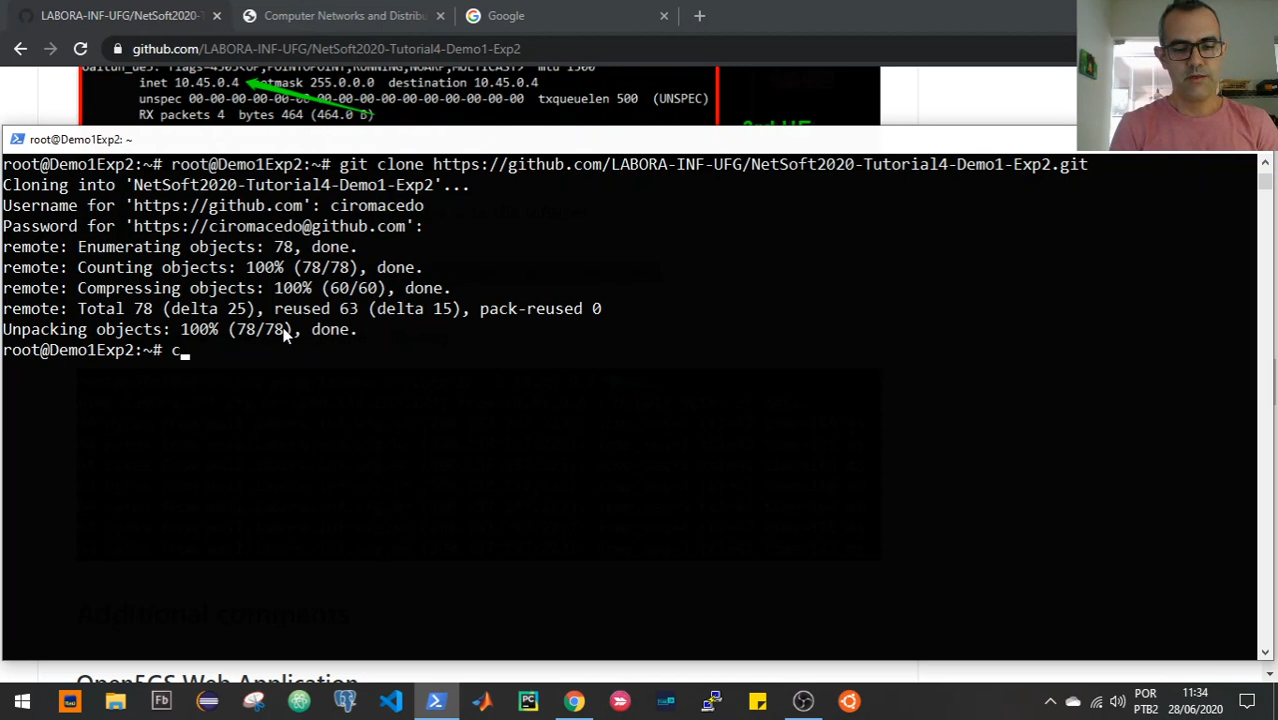 LABORA-INF-UFG/NetSoft2020-T
Computer Networks and Distribu
Google
github.com/LABORA-INF-UFG/NetSoft2020-Tutorial4-Demo1-Exp2
inet 10.45.0.4 netmask 255.0.0.0 destination 10.45.0.4
unspec 00-00-00-00-00-00-00-00-00-00-00-00-00-00-00-00 txqueuelen 500 (UNSPEC)
RX packets 4 bytes 464 (464.0 B)
root@Demo1Exp2: ~
root@Demo1Exp2:~# root@Demo1Exp2:~# git clone https://github.com/LABORA-INF-UFG/NetSoft2020-Tutorial4-Demo1-Exp2.git
Cloning into 'NetSoft2020-Tutorial4-Demo1-Exp2'...
Username for 'https://github.com': ciromacedo
Password for 'https://ciromacedo@github.com':
remote: Enumerating objects: 78, done.
remote: Counting objects: 100% (78/78), done.
remote: Compressing objects: 100% (60/60), done.
remote: Total 78 (delta 25), reused 63 (delta 15), pack-reused 0
Unpacking objects: 100% (78/78), done.
root@Demo1Exp2:~# c
Additional comments
Open5GS Web Application
POR
PTB2
11:34
28/06/2020